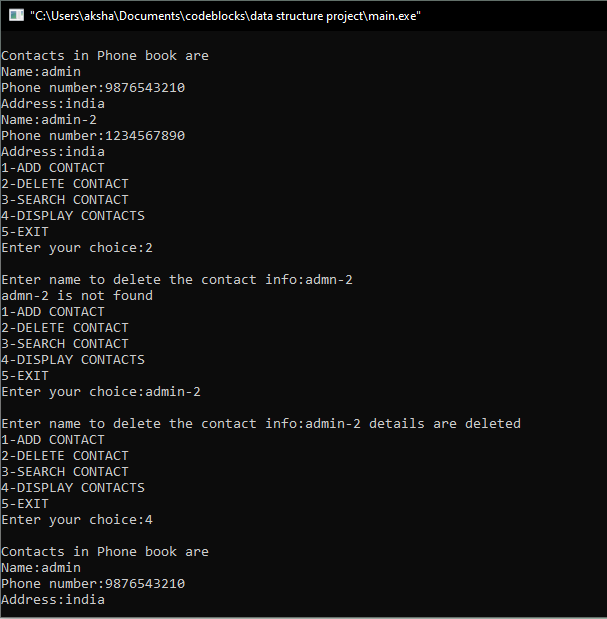 "C:\Users\aksha\Documents\codeblocks\data structure project\main.exe"
Contacts in Phone book are
Name:admin
Phone number:9876543210
Address:india
Name:admin-2
Phone number:1234567890
Address:india
1-ADD CONTACT
2-DELETE CONTACT
3-SEARCH CONTACT
4-DISPLAY CONTACTS
5-EXIT
Enter your choice:2
Enter name to delete the contact info:admn-2
admn-2 is not found
1-ADD CONTACT
2-DELETE CONTACT
3-SEARCH CONTACT
4-DISPLAY CONTACTS
5-EXIT
Enter your choice:admin-2
Enter name to delete the contact info:admin-2 details are deleted
1-ADD CONTACT
2-DELETE CONTACT
3-SEARCH CONTACT
4-DISPLAY CONTACTS
5-EXIT
Enter your choice:4
Contacts in Phone book are
Name:admin
Phone number:9876543210
Address:india